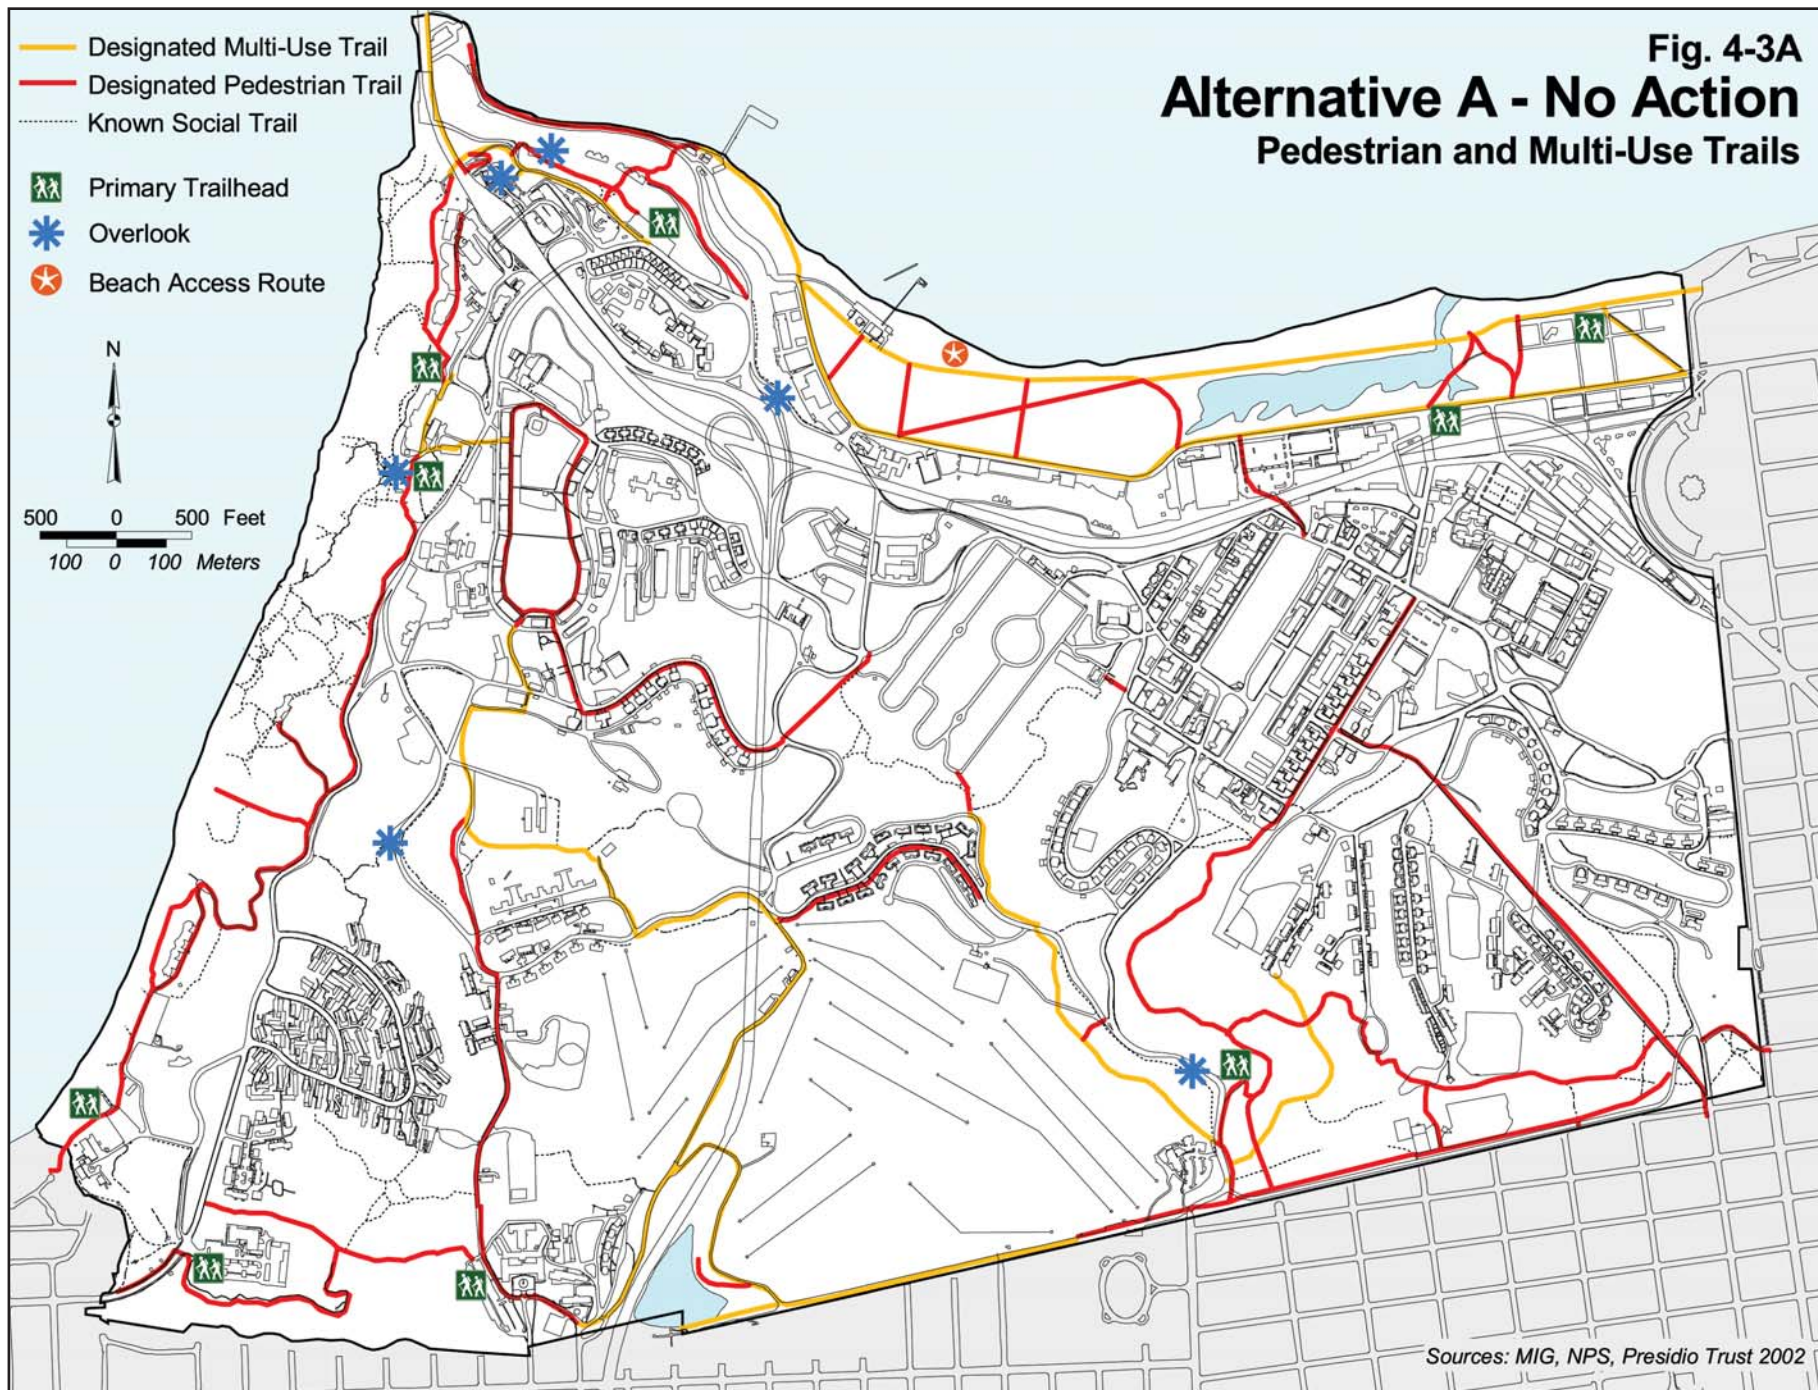 Designated Multi-Use Trail
Designated Pedestrian Trail
Known Social Trail
Primary Trailhead
Overlook
Beach Access Route
Fig. 4-3A
Alternative A - No Action
Pedestrian and Multi-Use Trails
N
500 0 500 Feet
100 0 100 Meters
Sources: MIG, NPS, Presidio Trust 2002